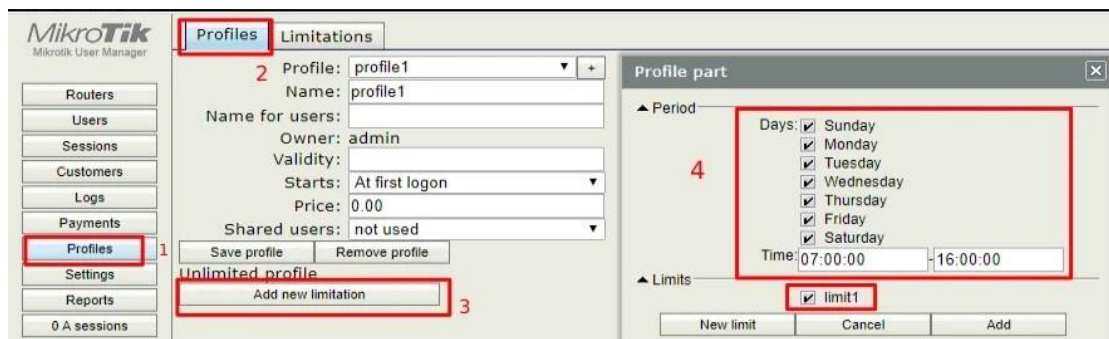 MikroTik
Mikrotik User Manager
Routers
Users
Sessions
Customers
Logs
Payments
Profiles
1
Settings
Reports
0 A sessions
Profiles
Limitations
2
Profile: profile1 +
Name: profile1
Name for users:
Owner: admin
Validity:
Starts: At first logon
Price: 0.00
Shared users: not used
Save profile
Remove profile
Unlimited profile
Add new limitation
3
Profile part
Period
Days: Sunday
Monday
Tuesday
Wednesday
Thursday
Friday
Saturday
4
Time: 07:00:00 - 16:00:00
Limits
limit1
New limit
Cancel
Add